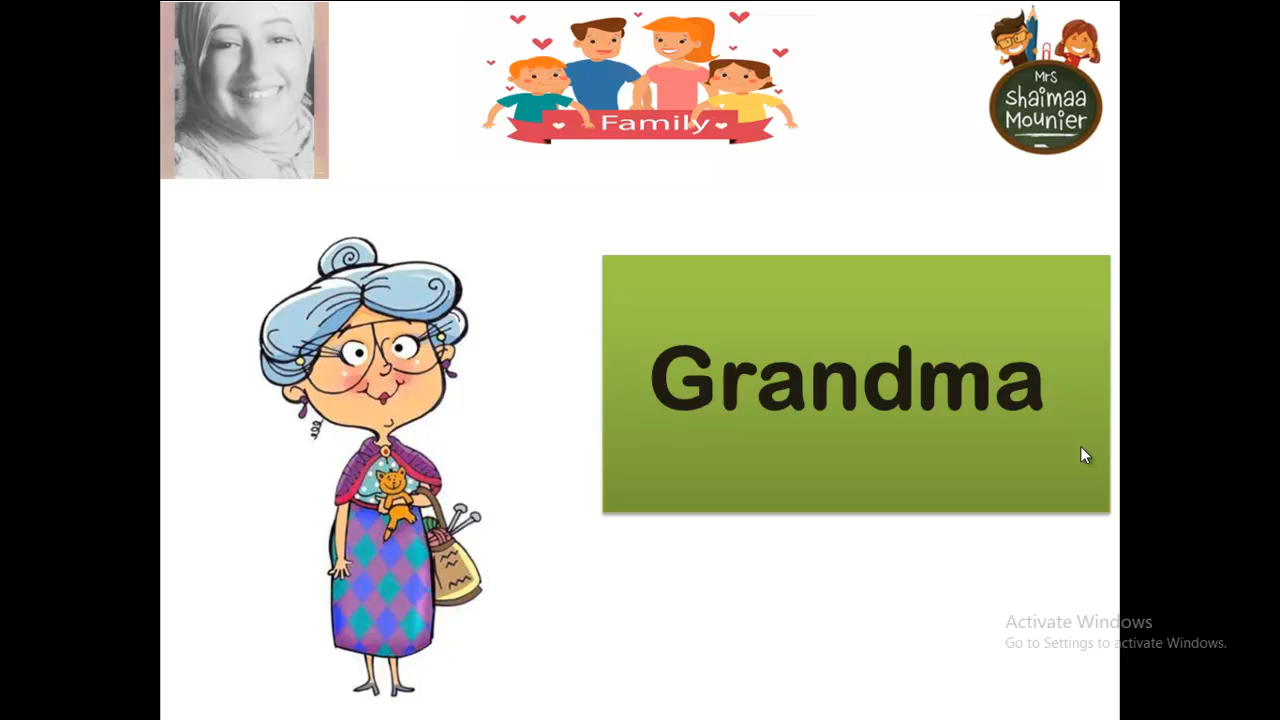 Family
Mrs
Shaimaa
Mounier
Grandma
Activate Windows
Go to Settings to activate Windows.